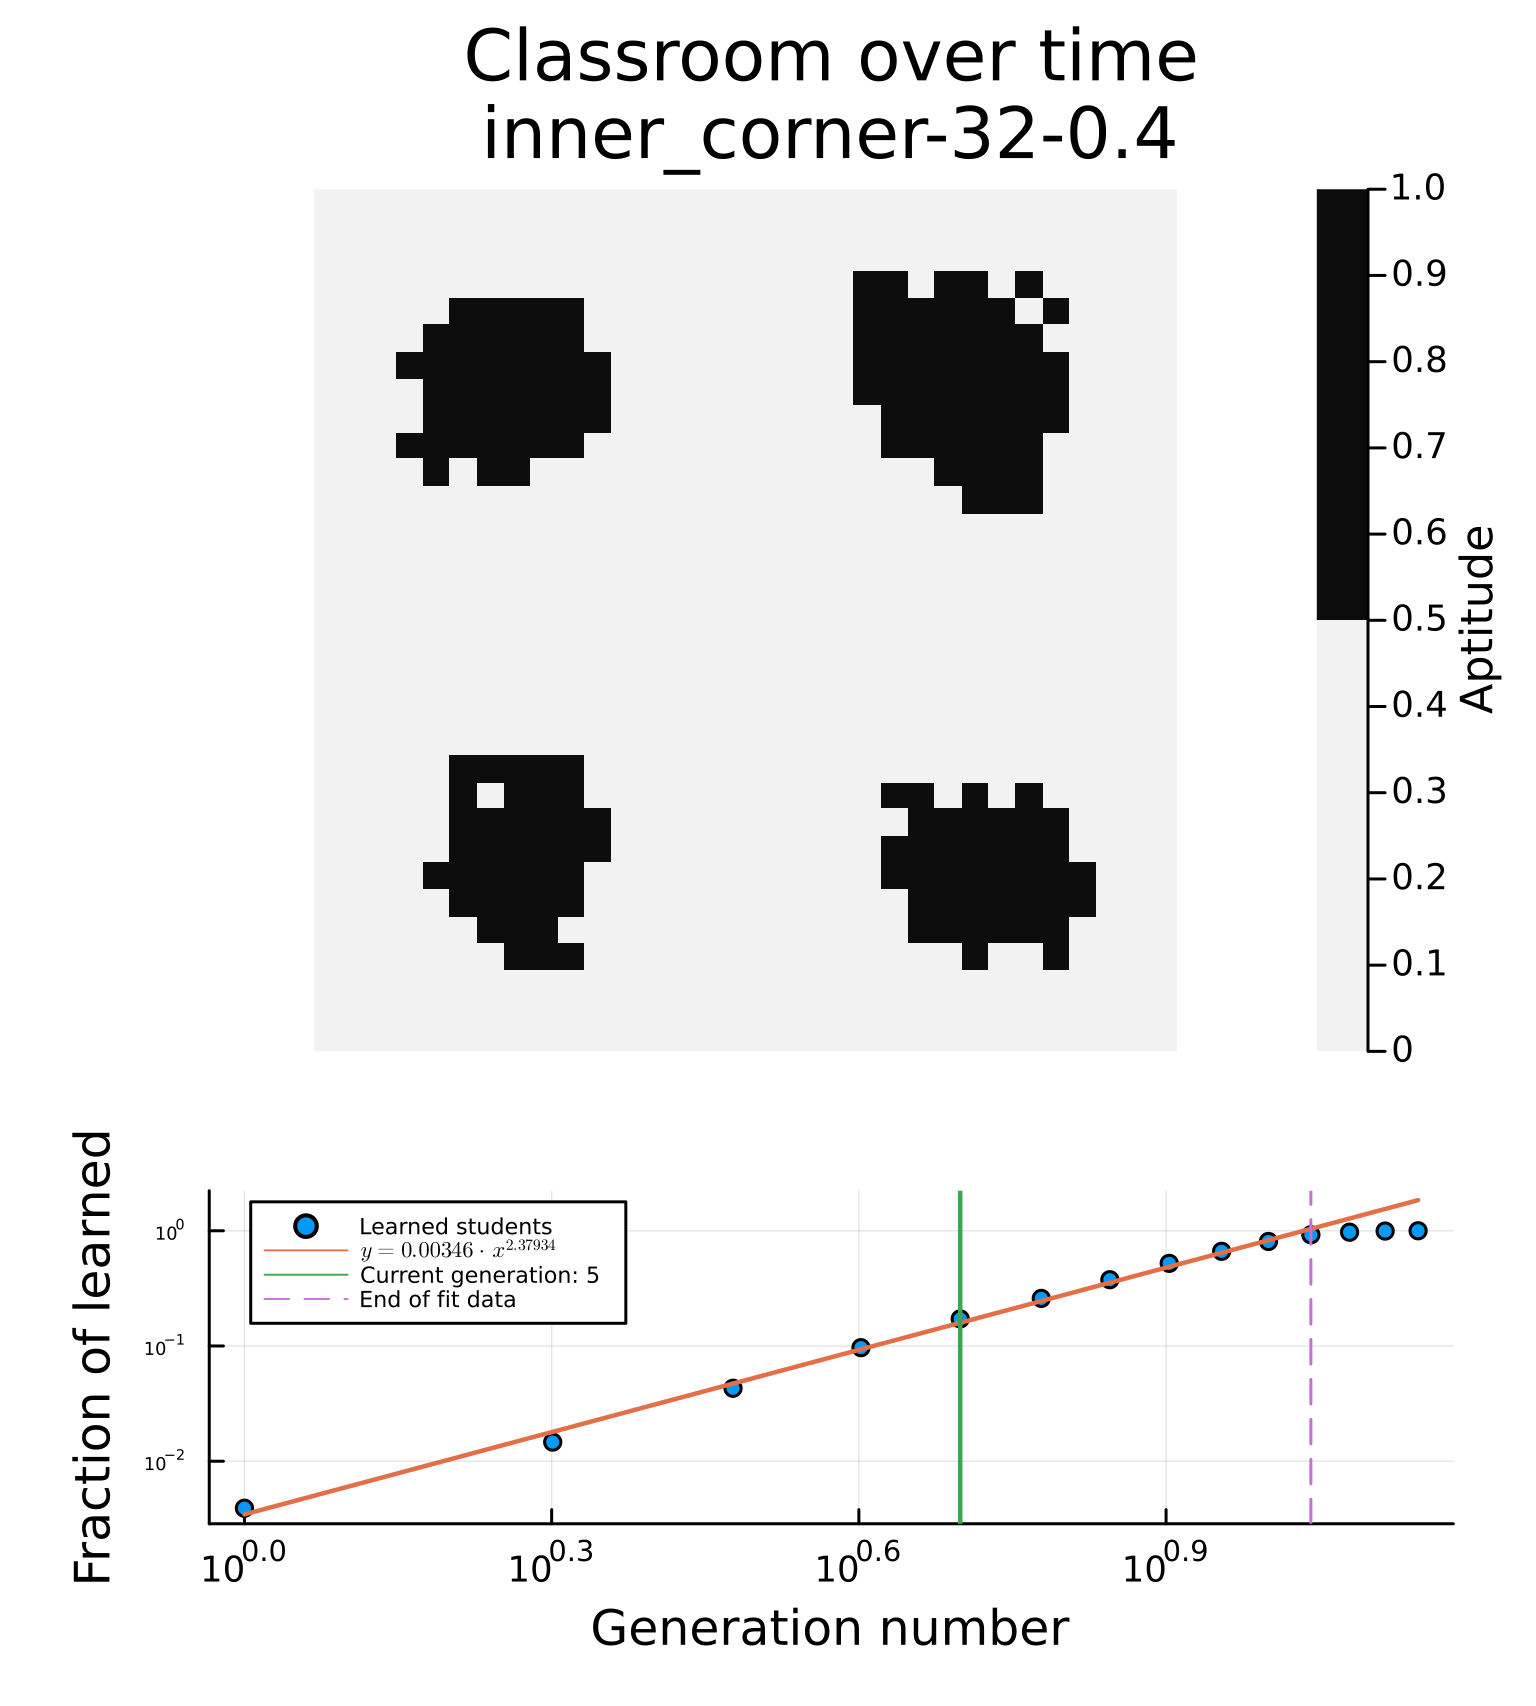 Classroom over time
inner_corner-32-0.4
1.0
0.9
0.8
0.7
0.6
0.5
0.4
0.3
0.2
0.1
0
Aptitude
Fraction of learned
10⁰
10⁻¹
10⁻²
Learned students
y = 0.00346 · x^2.37934
Current generation: 5
End of fit data
10^0.0
10^0.3
10^0.6
10^0.9
Generation number